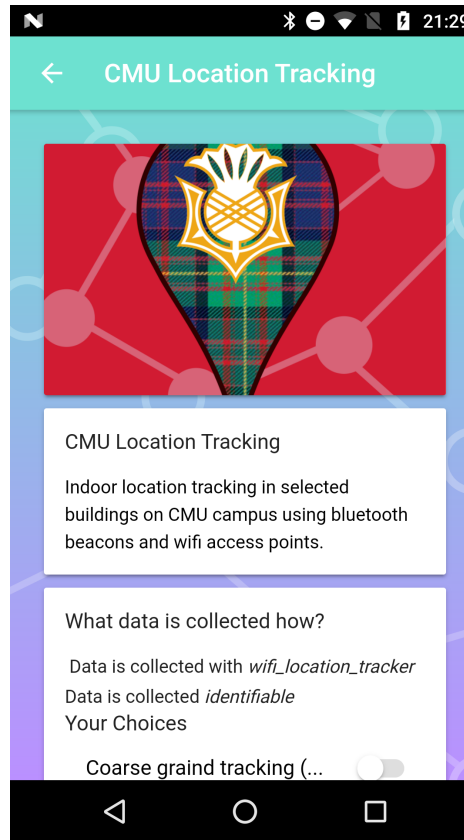 21:29
CMU Location Tracking
CMU Location Tracking
Indoor location tracking in selected
buildings on CMU campus using bluetooth
beacons and wifi access points.
What data is collected how?
Data is collected with wifi_location_tracker
Data is collected identifiable
Your Choices
Coarse graind tracking (...